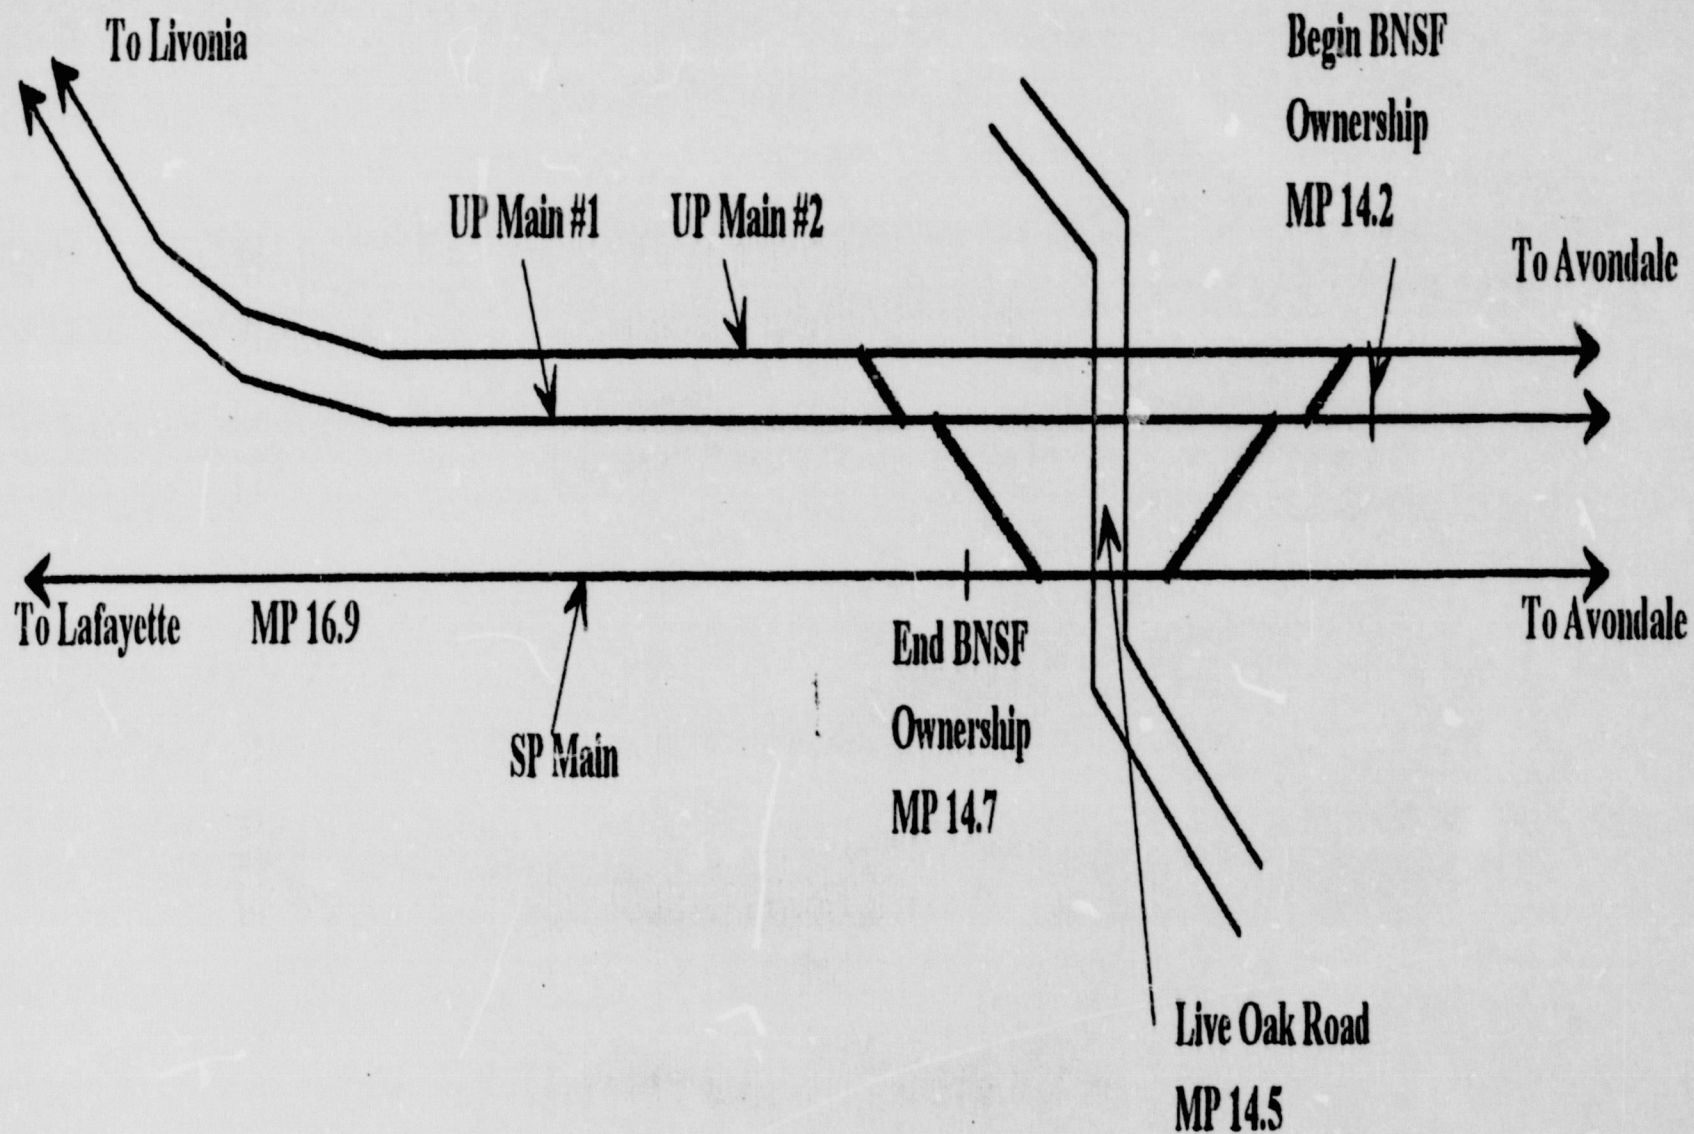 To Livonia
Begin BNSF
Ownership
MP 14.2
UP Main #1
UP Main #2
To Avondale
To Lafayette
MP 16.9
To Avondale
SP Main
End BNSF
Ownership
MP 14.7
Live Oak Road
MP 14.5